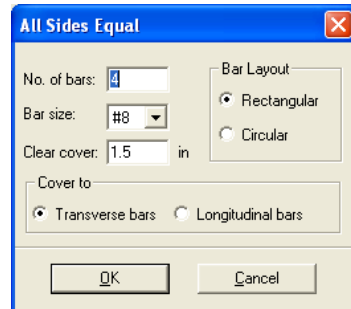 All Sides Equal
No. of bars: 4
Bar size: #8
Clear cover: 1.5 in
Bar Layout
Rectangular
Circular
Cover to
Transverse bars Longitudinal bars
OK Cancel